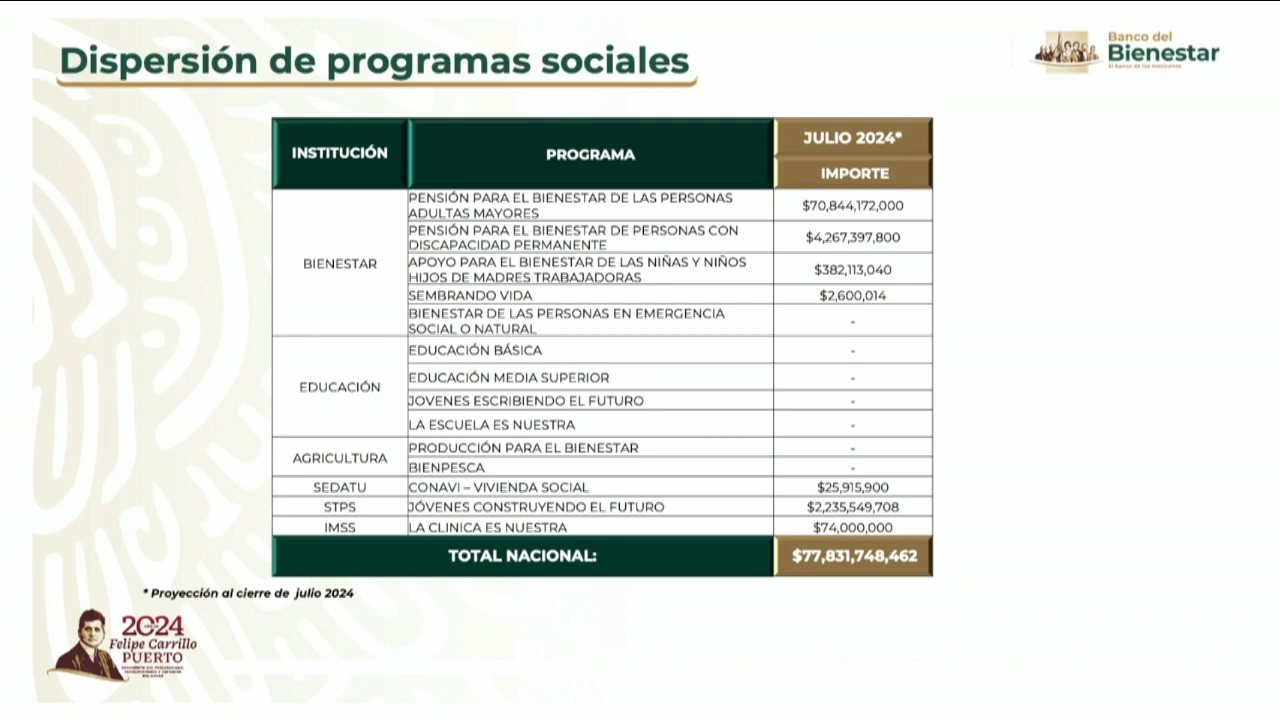 Dispersión de programas sociales
Banco del
Bienestar
El banco de los mexicanos
INSTITUCIÓN
PROGRAMA
JULIO 2024*
IMPORTE
BIENESTAR
PENSIÓN PARA EL BIENESTAR DE LAS PERSONAS
ADULTAS MAYORES
$70,844,172,000
PENSIÓN PARA EL BIENESTAR DE PERSONAS CON
DISCAPACIDAD PERMANENTE
$4,267,397,800
APOYO PARA EL BIENESTAR DE LAS NIÑAS Y NIÑOS
HIJOS DE MADRES TRABAJADORAS
$382,113,040
SEMBRANDO VIDA
$2,600,014
BIENESTAR DE LAS PERSONAS EN EMERGENCIA
SOCIAL O NATURAL
-
EDUCACIÓN
EDUCACIÓN BÁSICA
-
EDUCACIÓN MEDIA SUPERIOR
-
JOVENES ESCRIBIENDO EL FUTURO
-
LA ESCUELA ES NUESTRA
-
AGRICULTURA
PRODUCCIÓN PARA EL BIENESTAR
-
BIENPESCA
-
SEDATU
CONAVI – VIVIENDA SOCIAL
$25,915,900
STPS
JÓVENES CONSTRUYENDO EL FUTURO
$2,235,549,708
IMSS
LA CLINICA ES NUESTRA
$74,000,000
TOTAL NACIONAL:
$77,831,748,462
* Proyección al cierre de julio 2024
2024
Felipe Carrillo
PUERTO